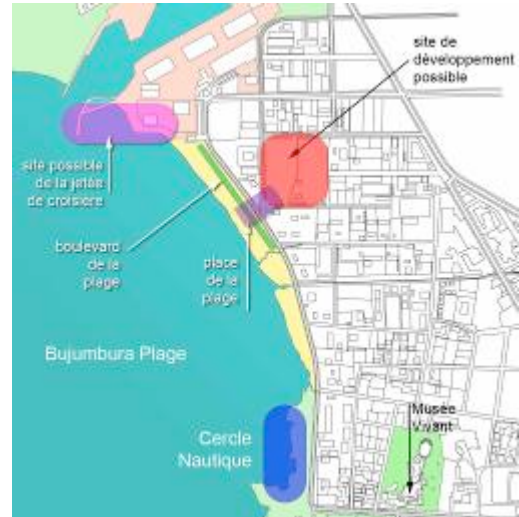 site de
développement
possible
site possible
de la jetée
de croisiere
boulevard
de la
plage
place
de la
plage
Bujumbura Plage
Cercle
Nautique
Musée
Vivant